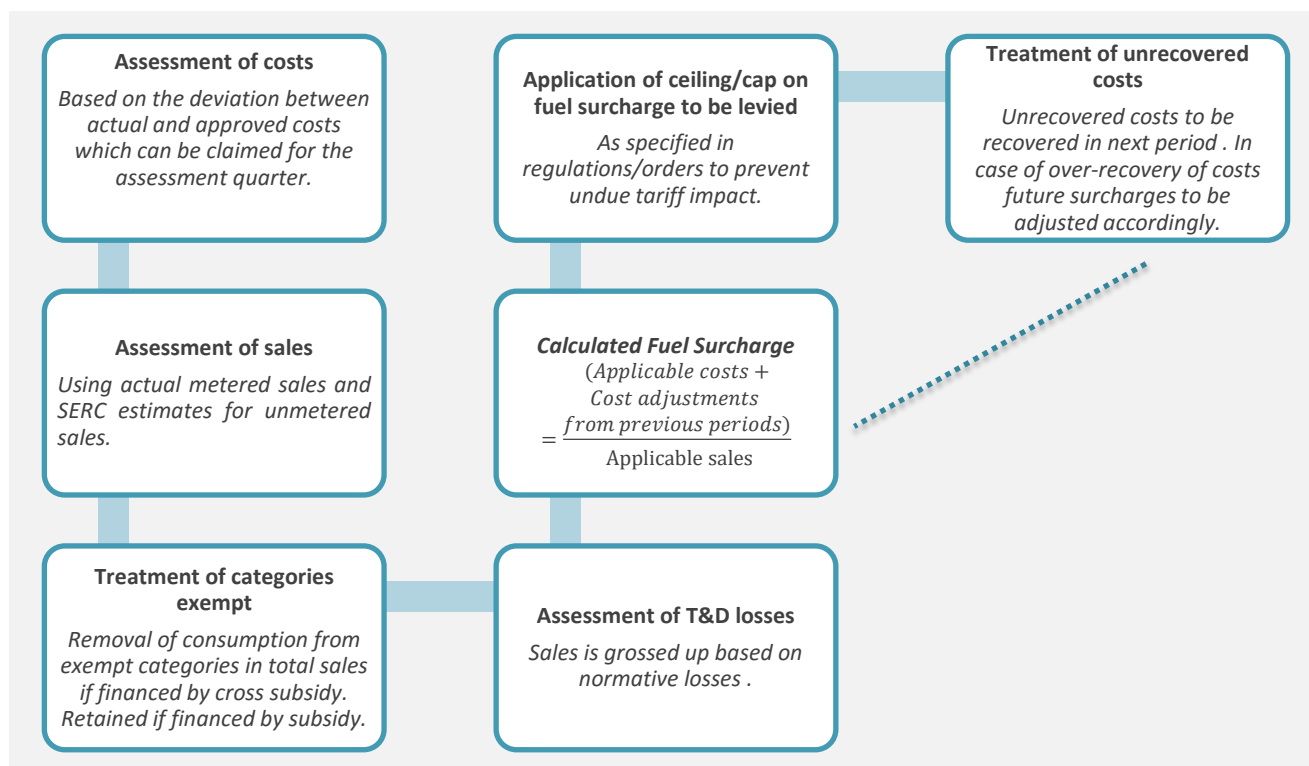 Assessment of costs
Based on the deviation between
actual and approved costs
which can be claimed for the
assessment quarter.
Assessment of sales
Using actual metered sales and
SERC estimates for unmetered
sales.
Treatment of categories
exempt
Removal of consumption from
exempt categories in total sales
if financed by cross subsidy.
Retained if financed by subsidy.
Assessment of T&D losses
Sales is grossed up based on
normative losses .
Calculated Fuel Surcharge
(Applicable costs +
Cost adjustments
from previous periods)
=
Applicable sales
Application of ceiling/cap on
fuel surcharge to be levied
As specified in
regulations/orders to prevent
undue tariff impact.
Treatment of unrecovered
costs
Unrecovered costs to be
recovered in next period . In
case of over-recovery of costs
future surcharges to be
adjusted accordingly.